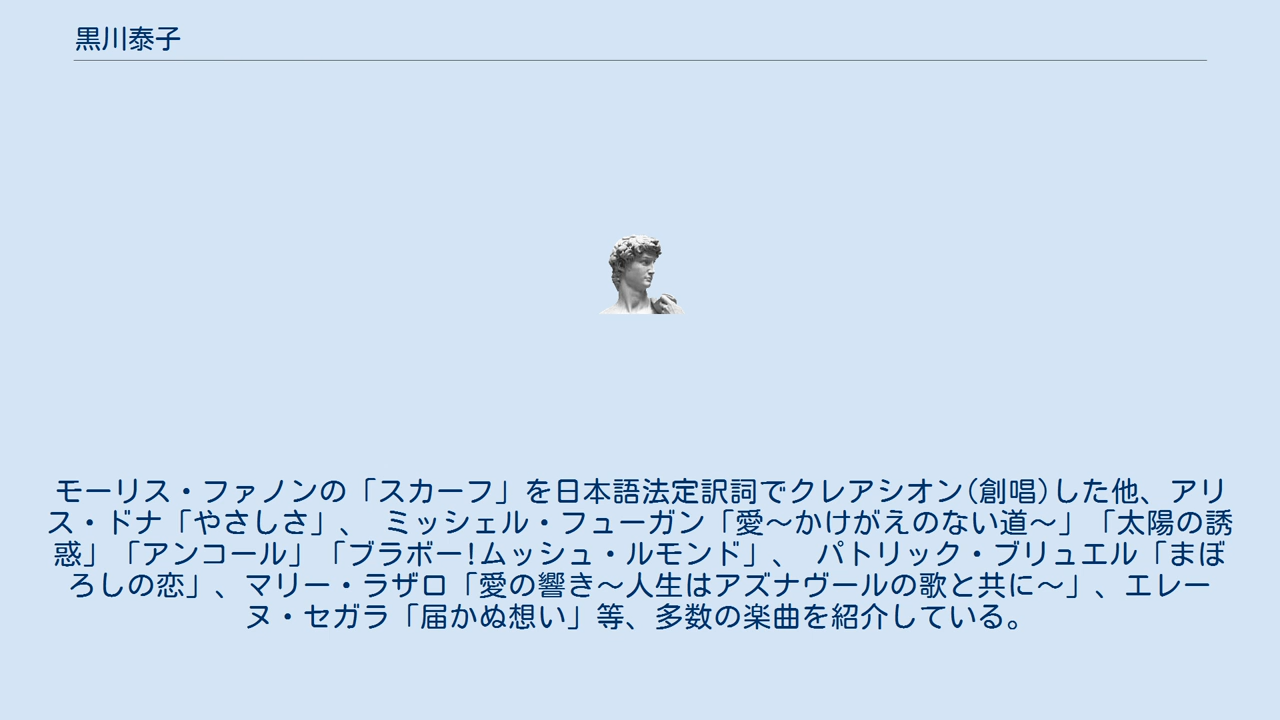 黒川泰子
モーリス・ファノンの「スカーフ」を日本語法定訳詞でクレアシオン(創唱)した他、アリ
ス・ドナ「やさしさ」、 ミッシェル・フューガン「愛〜かけがえのない道〜」「太陽の誘
惑」「アンコール」「ブラボー!ムッシュ・ルモンド」、 パトリック・ブリュエル「まぼ
ろしの恋」、マリー・ラザロ「愛の響き〜人生はアズナヴールの歌と共に〜」、エレー
ヌ・セガラ「届かぬ想い」等、多数の楽曲を紹介している。